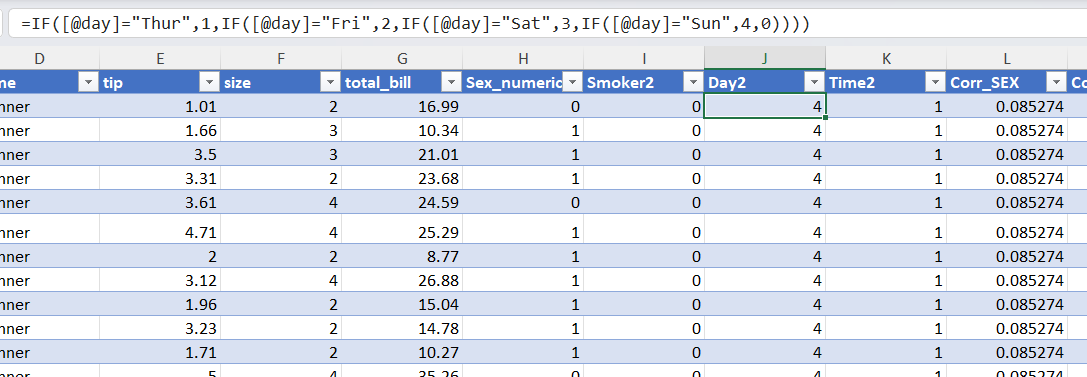 =IF([@day]="Thur",1,IF([@day]="Fri",2,IF([@day]="Sat",3,IF([@day]="Sun",4,0))))
D E F G H I J K L
me tip size total_bill Sex_numeric Smoker2 Day2 Time2 Corr_SEX Co
nner 1.01 2 16.99 0 0 4 1 0.085274
nner 1.66 3 10.34 1 0 4 1 0.085274
nner 3.5 3 21.01 1 0 4 1 0.085274
nner 3.31 2 23.68 1 0 4 1 0.085274
nner 3.61 4 24.59 0 0 4 1 0.085274
nner 4.71 4 25.29 1 0 4 1 0.085274
nner 2 2 8.77 1 0 4 1 0.085274
nner 3.12 4 26.88 1 0 4 1 0.085274
nner 1.96 2 15.04 1 0 4 1 0.085274
nner 3.23 2 14.78 1 0 4 1 0.085274
nner 1.71 2 10.27 1 0 4 1 0.085274
nner 5 4 35.26 0 0 4 1 0.085274